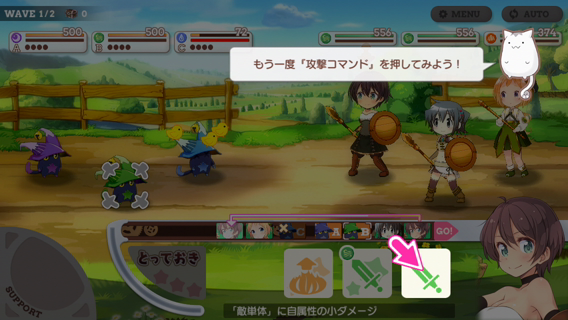 WAVE 1/2
0
MENU
AUTO
500
A
500
B
72
C
556
556
374
もう一度「攻撃コマンド」を押してみよう！
B
GO!
とっておき
SUPPORT
「敵単体」に自属性の小ダメージ